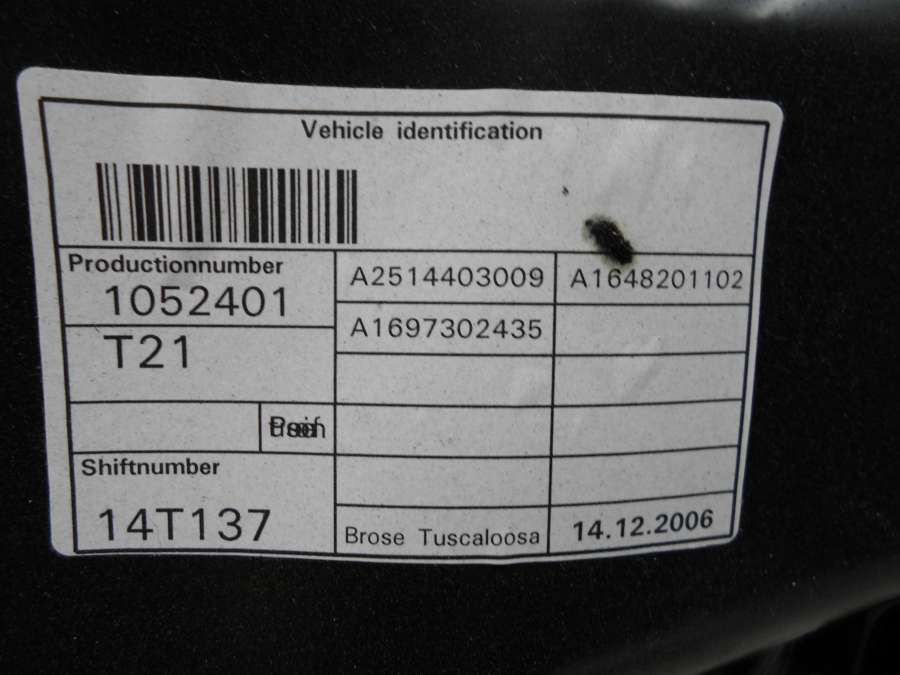 Vehicle identification
Productionnumber
1052401
A2514403009
A1648201102
A1697302435
T21
Shiftnumber
14T137
Brose Tuscaloosa
14.12.2006